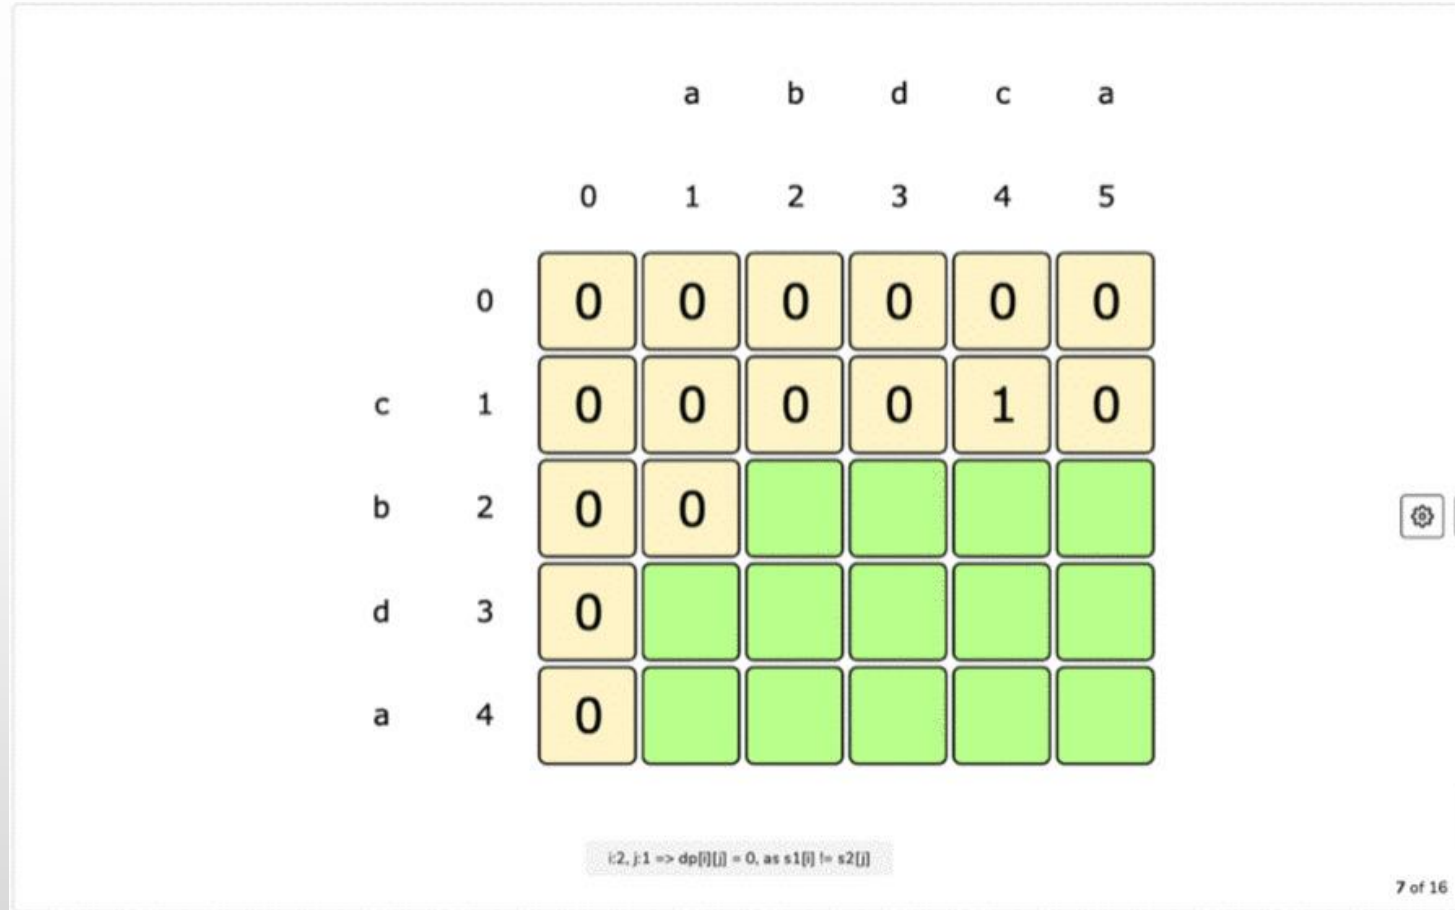 a b d c a
0 1 2 3 4 5
0 0 0 0 0 0 0
c 1 0 0 0 0 1 0
b 2 0 0
d 3 0
a 4 0
i:2, j:1 => dp[i][j] = 0, as s1[i] != s2[j]
7 of 16